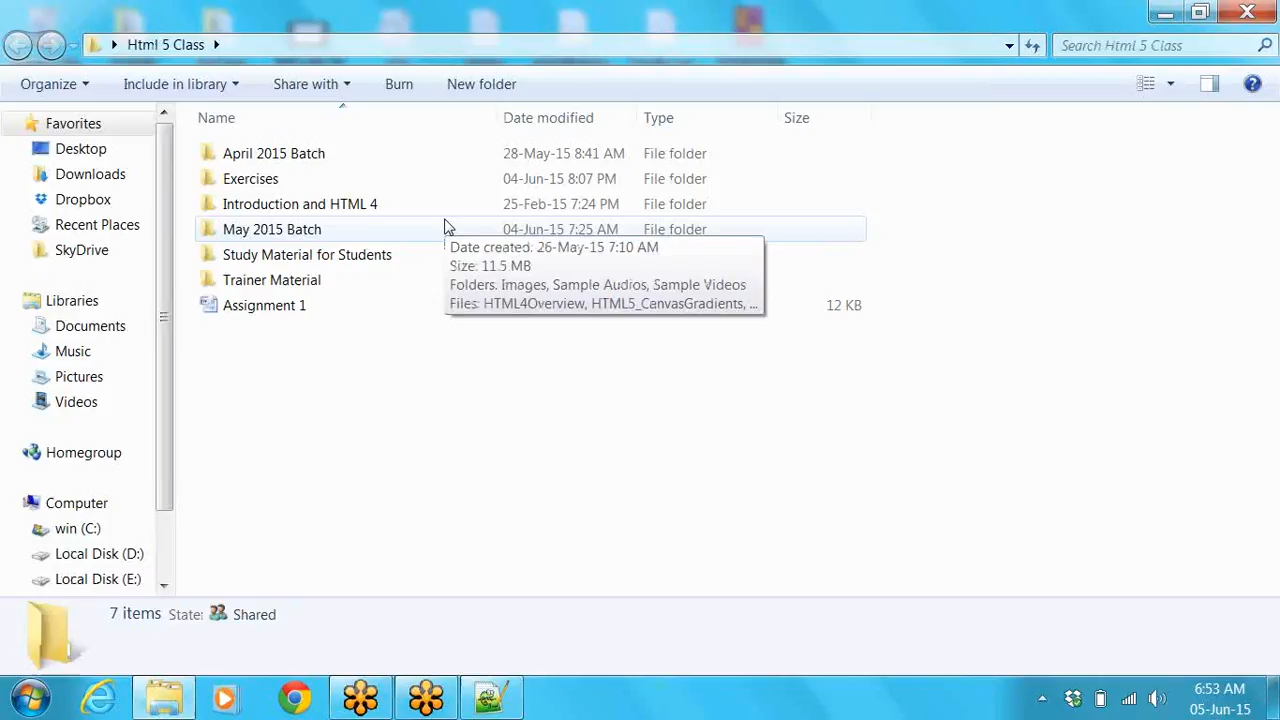 Html 5 Class
Search Html 5 Class
Organize
Include in library
Share with
Burn
New folder
Name
Date modified
Type
Size
Favorites
Desktop
Downloads
Dropbox
Recent Places
SkyDrive
Libraries
Documents
Music
Pictures
Videos
Homegroup
Computer
win (C:)
Local Disk (D:)
Local Disk (E:)
April 2015 Batch 28-May-15 8:41 AM File folder
Exercises 04-Jun-15 8:07 PM File folder
Introduction and HTML 4 25-Feb-15 7:24 PM File folder
May 2015 Batch 04-Jun-15 7:25 AM File folder
Study Material for Students
Trainer Material
Assignment 1 12 KB
Date created: 26-May-15 7:10 AM
Size: 11.5 MB
Folders: Images, Sample Audios, Sample Videos
Files: HTML4Overview, HTML5_CanvasGradients, ...
7 items State: Shared
6:53 AM
05-Jun-15